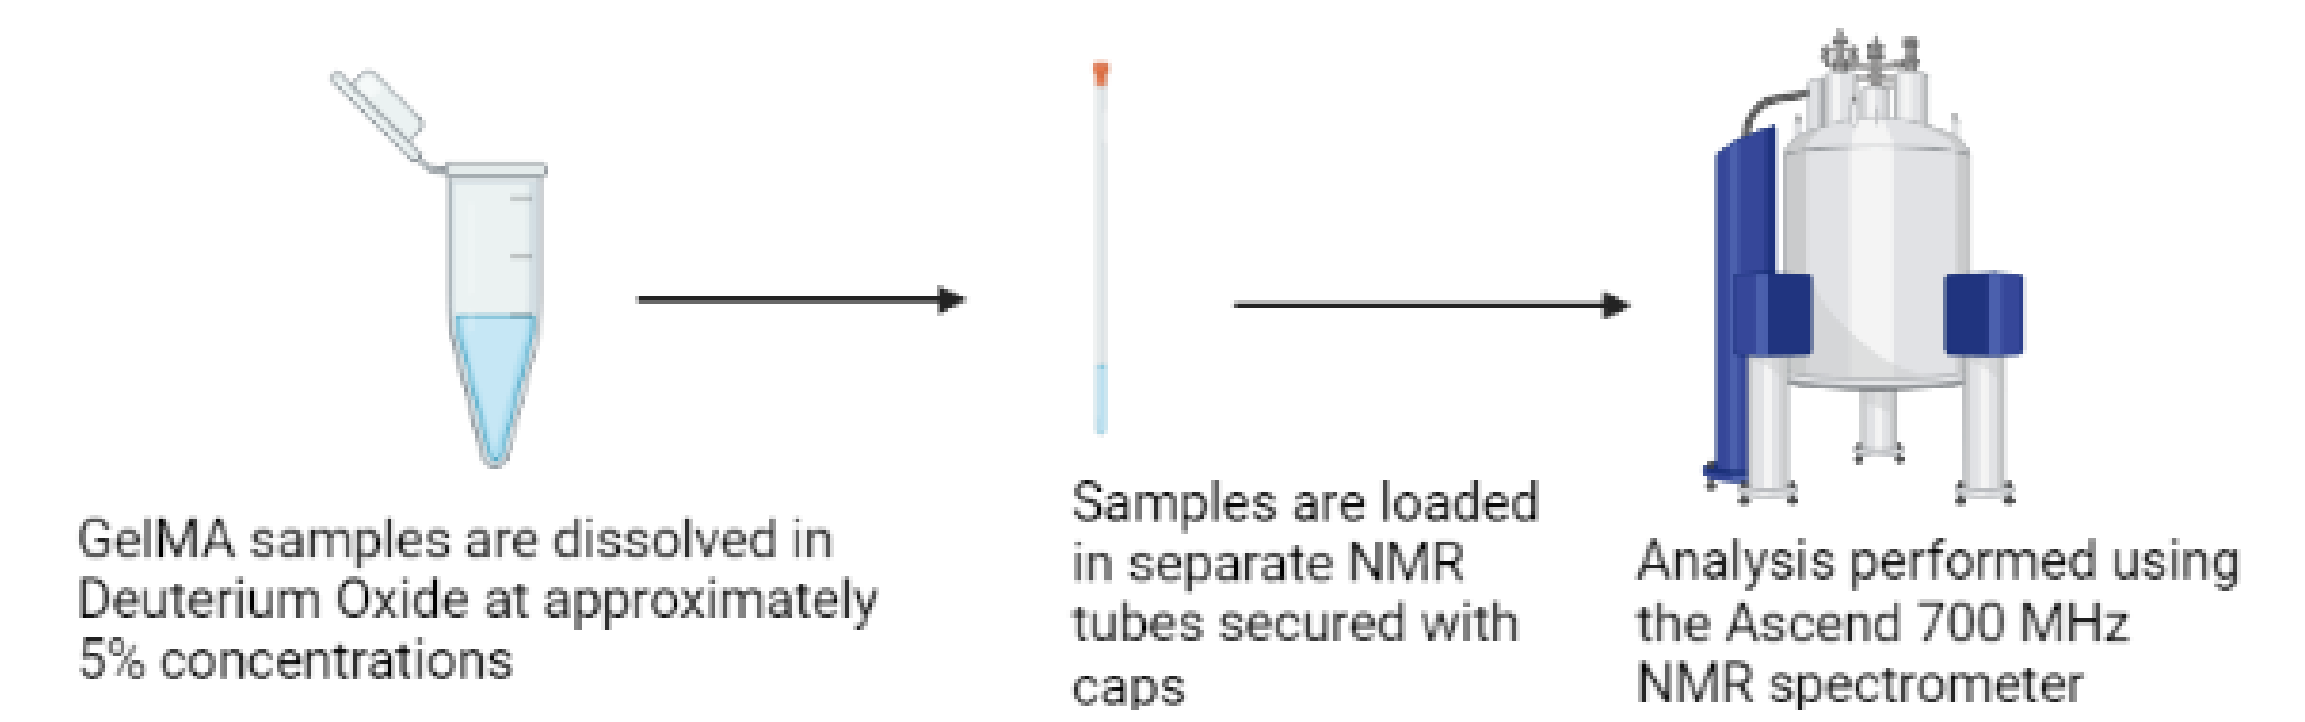 GelMA samples are dissolved in
Deuterium Oxide at approximately
5% concentrations
Samples are loaded
in separate NMR
tubes secured with
caps
Analysis performed using
the Ascend 700 MHz
NMR spectrometer